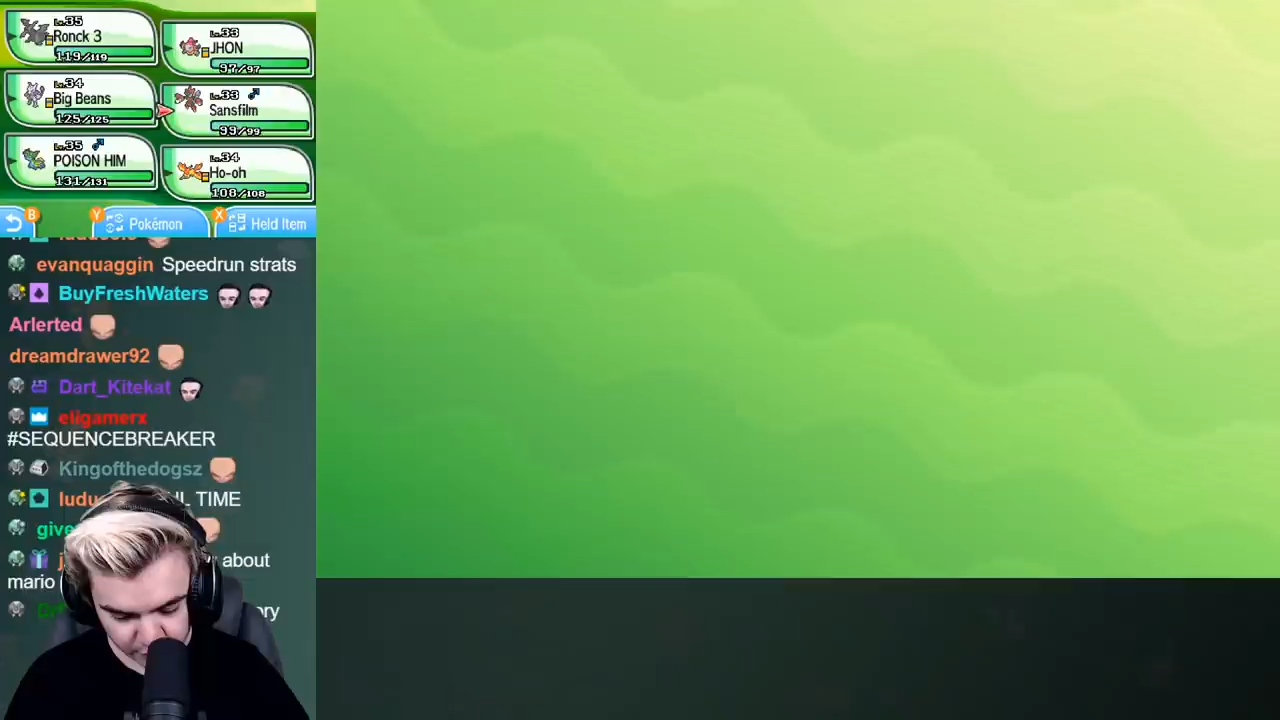 Lv.35
Ronck 3
119/119
Lv.33
JHON
97/97
Lv.34
Big Beans
125/125
Lv.33 ♂
Sansfilm
99/99
Lv.35 ♂
POISON HIM
131/131
Lv.34
Ho-oh
108/108
B
Y Pokémon
X Held Item
evanquaggin Speedrun strats
BuyFreshWaters
Arlerted
dreamdrawer92
Dart_Kitekat
eligamerx
#SEQUENCEBREAKER
Kingofthedogsz
ludu TIME
give
about
mario